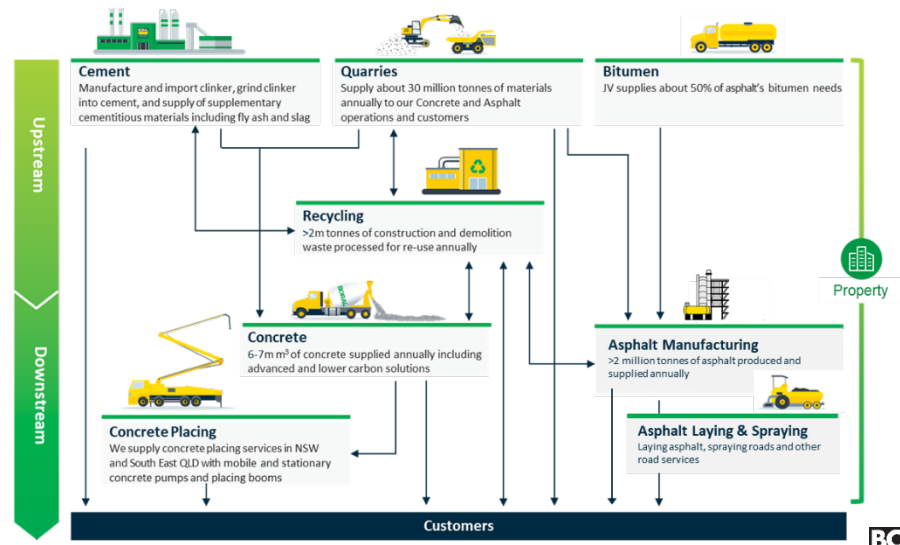 Cement
Manufacture and import clinker, grind clinker
into cement, and supply of supplementary
cementitious materials including fly ash and slag
Quarries
Supply about 30 million tonnes of materials
annually to our Concrete and Asphalt
operations and customers
Bitumen
JV supplies about 50% of asphalt's bitumen needs
Upstream
Recycling
>2m tonnes of construction and demolition
waste processed for re-use annually
Property
BORAL
Concrete
6-7m m³ of concrete supplied annually including
advanced and lower carbon solutions
Asphalt Manufacturing
>2 million tonnes of asphalt produced and
supplied annually
Downstream
Concrete Placing
We supply concrete placing services in NSW
and South East QLD with mobile and stationary
concrete pumps and placing booms
Asphalt Laying & Spraying
Laying asphalt, spraying roads and other
road services
Customers